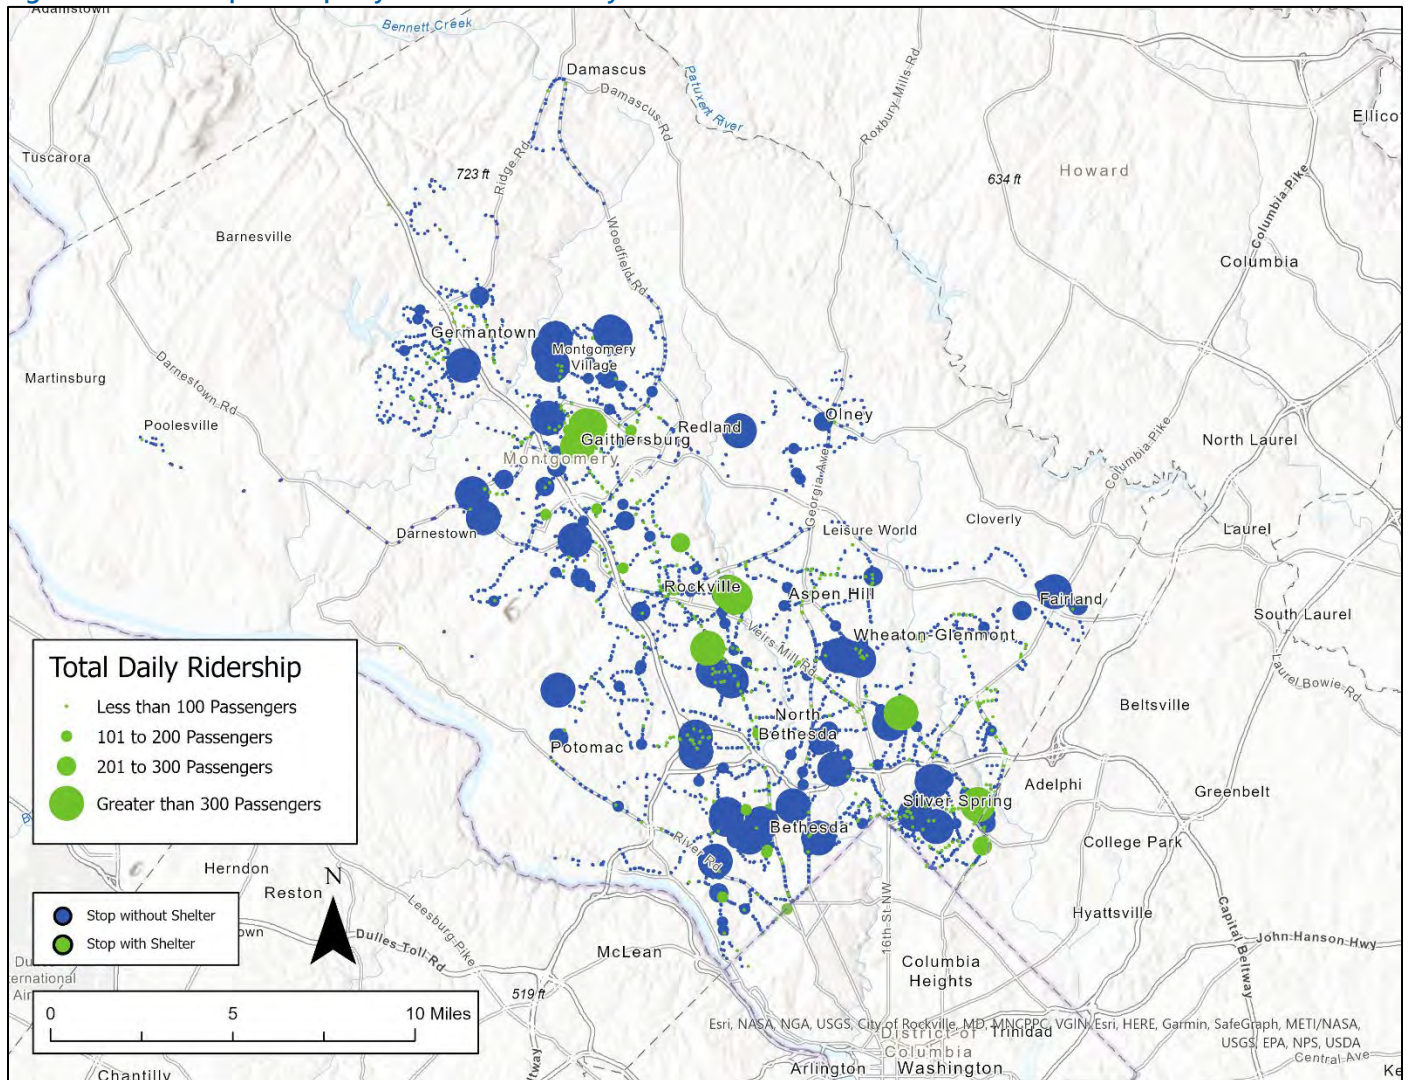 Adamstown
Bennett Creek
Damascus
Damascus Rd
Patuxent River
Roxbury Mills Rd
Ellico
Tuscarora
723 ft
Ridge Rd
634 ft
Howard
Columbia Pike
Barnesville
Woodfield Rd
Columbia
Germantown
Montgomery
Village
Martinsburg
Darnestown Rd
Poolesville
Olney
Redland
Gaithersburg
Montgomery
North Laurel
Columbia Pike
Georgia Ave
Leisure World
Cloverly
Laurel
Darnestown
Rockville
Aspen Hill
Fairland
South Laurel
Veirs Mill Rd
Wheaton-Glenmont
Laurel Bowie Rd
Total Daily Ridership
Less than 100 Passengers
101 to 200 Passengers
201 to 300 Passengers
Greater than 300 Passengers
North
Bethesda
Beltsville
Potomac
Adelphi
Greenbelt
Silver Spring
Bethesda
College Park
River Rd
Herndon
Reston
N
Leesburg Pike
Stop without Shelter
Stop with Shelter
own
Dulles Toll Rd
Du
ernational
Air
McLean
16th St NW
Hyattsville
Capital Beltway
John Hanson Hwy
Columbia
Heights
519 ft
0 5 10 Miles
Esri, NASA, NGA, USGS, City of Rockville, MD, MNCPPC, VGIN, Esri, HERE, Garmin, SafeGraph, METI/NASA,
USGS, EPA, NPS, USDA
District of
Columbia
Trinidad
Central Ave
Chantilly
tway
Arlington
Washington
Ke